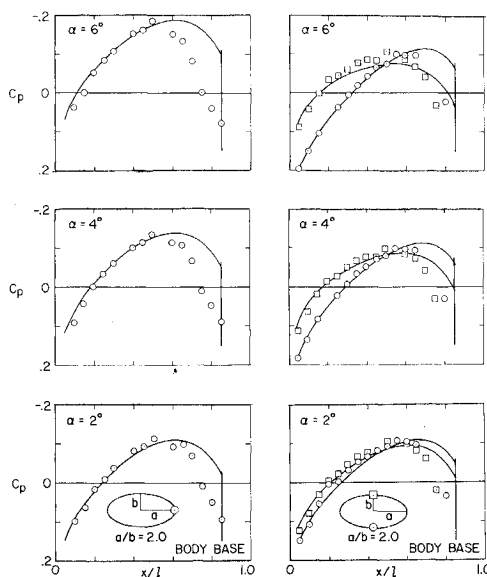 -.2
α = 6°
Cp
0
.2
α = 6°
-.2
α = 4°
Cp
0
.2
α = 4°
-.2
α = 2°
Cp
0
b
a
a/b = 2.0
BODY BASE
.2
0
x/l
1.0
α = 2°
b
a
a/b = 2.0
BODY BASE
0
x/l
1.0